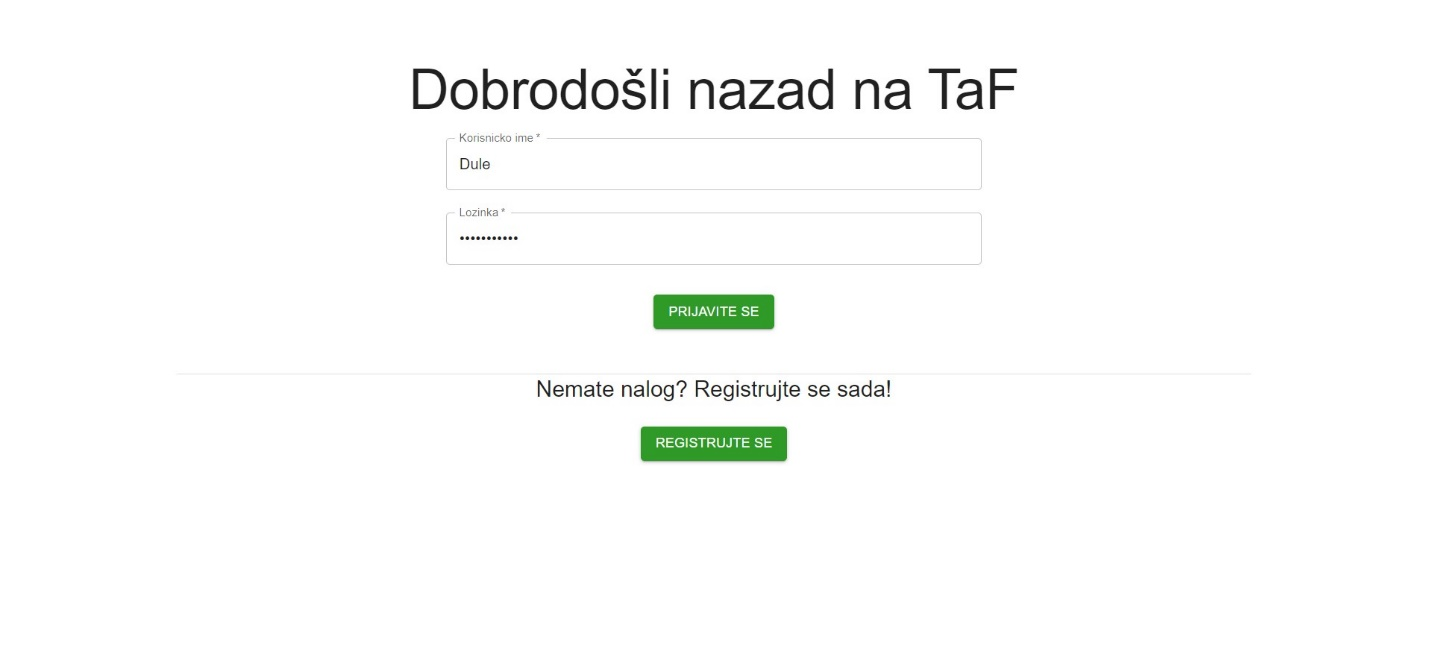 Dobrodošli nazad na TaF
Korisnicko ime *
Dule
Lozinka *
•••••••••••
PRIJAVITE SE
Nemate nalog? Registrujte se sada!
REGISTRUJTE SE